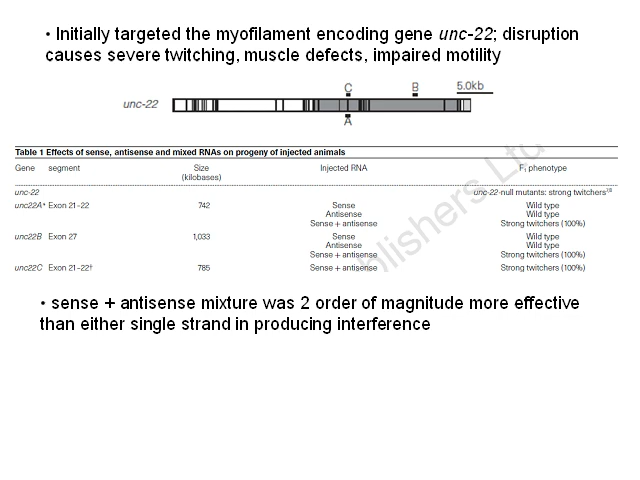 • Initially targeted the myofilament encoding gene unc-22; disruption
causes severe twitching, muscle defects, impaired motility
C B 5.0kb
unc-22
A
Table 1 Effects of sense, antisense and mixed RNAs on progeny of injected animals
Gene segment Size Injected RNA F1 phenotype
(kilobases)
unc-22 unc-22-null mutants: strong twitchers7,8
unc22A* Exon 21–22 742 Sense Wild type
Antisense Wild type
Sense + antisense Strong twitchers (100%)
unc22B Exon 27 1,033 Sense Wild type
Antisense Wild type
Sense + antisense Strong twitchers (100%)
unc22C Exon 21–22† 785 Sense + antisense Strong twitchers (100%)
• sense + antisense mixture was 2 order of magnitude more effective
than either single strand in producing interference